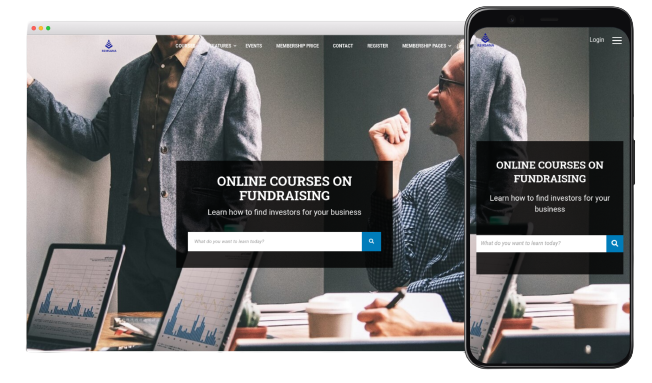 COURSES FEATURES EVENTS MEMBERSHIP PRICE CONTACT REGISTER MEMBERSHIP PAGES
ONLINE COURSES ON
FUNDRAISING
Learn how to find investors for your business
What do you want to learn today?
Login
ONLINE COURSES ON
FUNDRAISING
Learn how to find investors for your
business
What do you want to learn today?